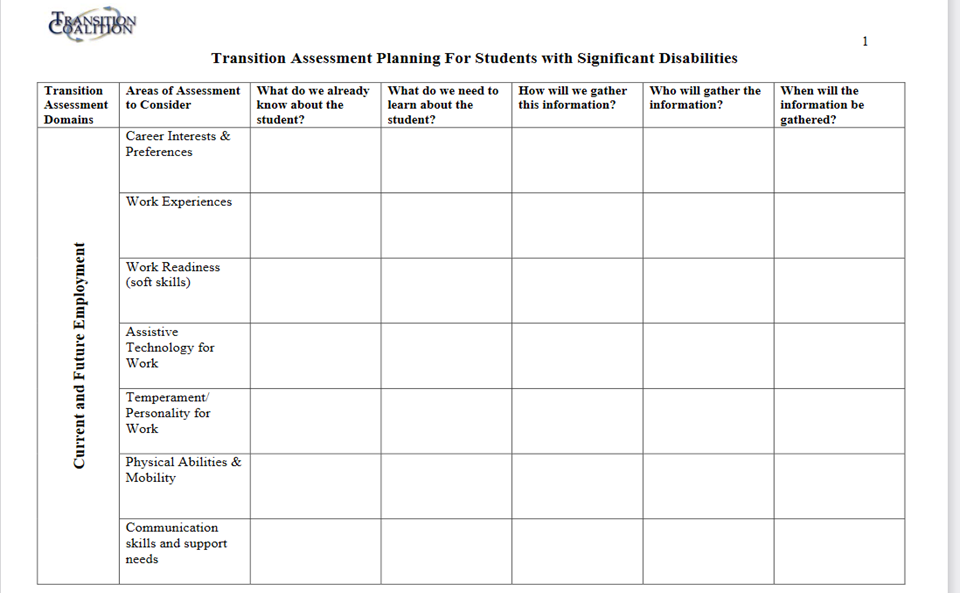 TRANSITION
COALITION
1
Transition Assessment Planning For Students with Significant Disabilities
Transition
Assessment
Domains
Areas of Assessment
to Consider
What do we already
know about the
student?
What do we need to
learn about the
student?
How will we gather
this information?
Who will gather the
information?
When will the
information be
gathered?
Current and Future Employment
Career Interests &
Preferences
Work Experiences
Work Readiness
(soft skills)
Assistive
Technology for
Work
Temperament/
Personality for
Work
Physical Abilities &
Mobility
Communication
skills and support
needs